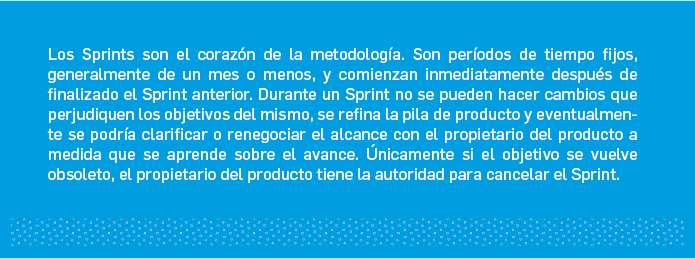 Los Sprints son el corazón de la metodología. Son períodos de tiempo fijos,
generalmente de un mes o menos, y comienzan inmediatamente después de
finalizado el Sprint anterior. Durante un Sprint no se pueden hacer cambios que
perjudiquen los objetivos del mismo, se refina la pila de producto y eventualmen-
te se podría clarificar o renegociar el alcance con el propietario del producto a
medida que se aprende sobre el avance. Únicamente si el objetivo se vuelve
obsoleto, el propietario del producto tiene la autoridad para cancelar el Sprint.